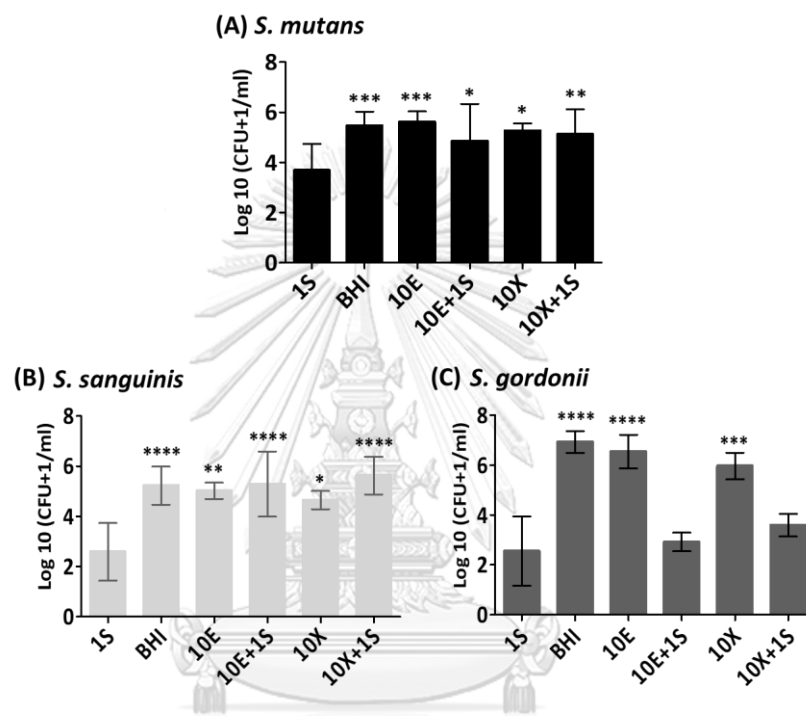 (A) S. mutans
Log 10 (CFU+1/ml)
8
6
4
2
0
*** *** * * **
1S BHI 10E 10E+1S 10X 10X+1S
(B) S. sanguinis
Log 10 (CFU+1/ml)
8
6
4
2
0
**** ** **** * ****
1S BHI 10E 10E+1S 10X 10X+1S
(C) S. gordonii
Log 10 (CFU+1/ml)
8
6
4
2
0
**** **** ***
1S BHI 10E 10E+1S 10X 10X+1S